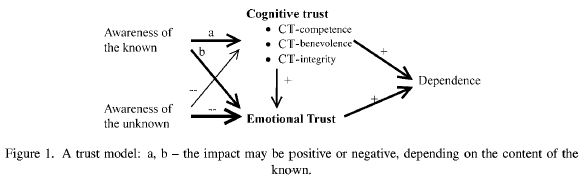 Cognitive trust
Awareness of
the known
a
b
• CT-competence
• CT-benevolence
• CT-integrity
+
+
Dependence
--
--
+
Awareness of
the unknown
Emotional Trust
Figure 1. A trust model: a, b – the impact may be positive or negative, depending on the content of the
known.